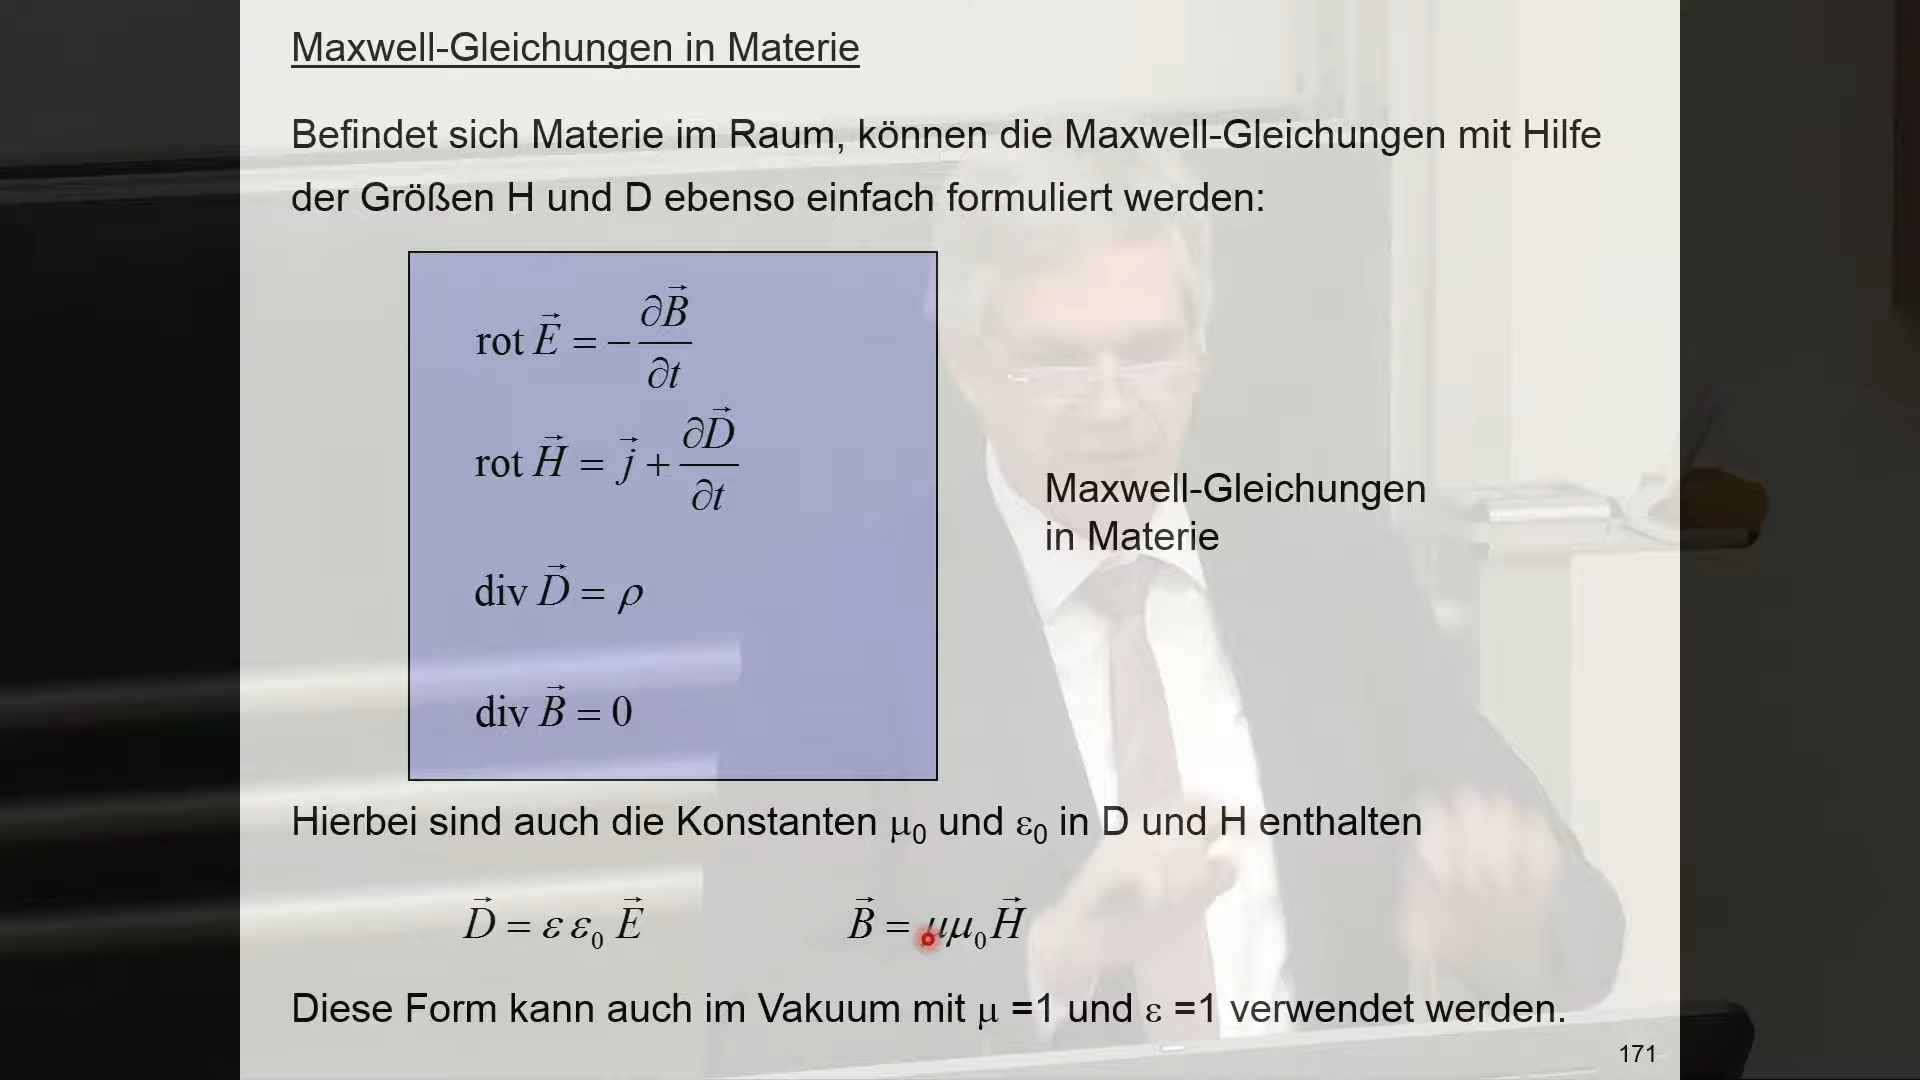 Maxwell-Gleichungen in Materie
Befindet sich Materie im Raum, können die Maxwell-Gleichungen mit Hilfe
der Größen H und D ebenso einfach formuliert werden:
rot E⃗ = −∂B⃗/∂t
rot H⃗ = j⃗ + ∂D⃗/∂t
Maxwell-Gleichungen
in Materie
div D⃗ = ρ
div B⃗ = 0
Hierbei sind auch die Konstanten μ₀ und ε₀ in D und H enthalten
D⃗ = ε ε₀ E⃗
B⃗ = μμ₀H⃗
Diese Form kann auch im Vakuum mit μ =1 und ε =1 verwendet werden.
171